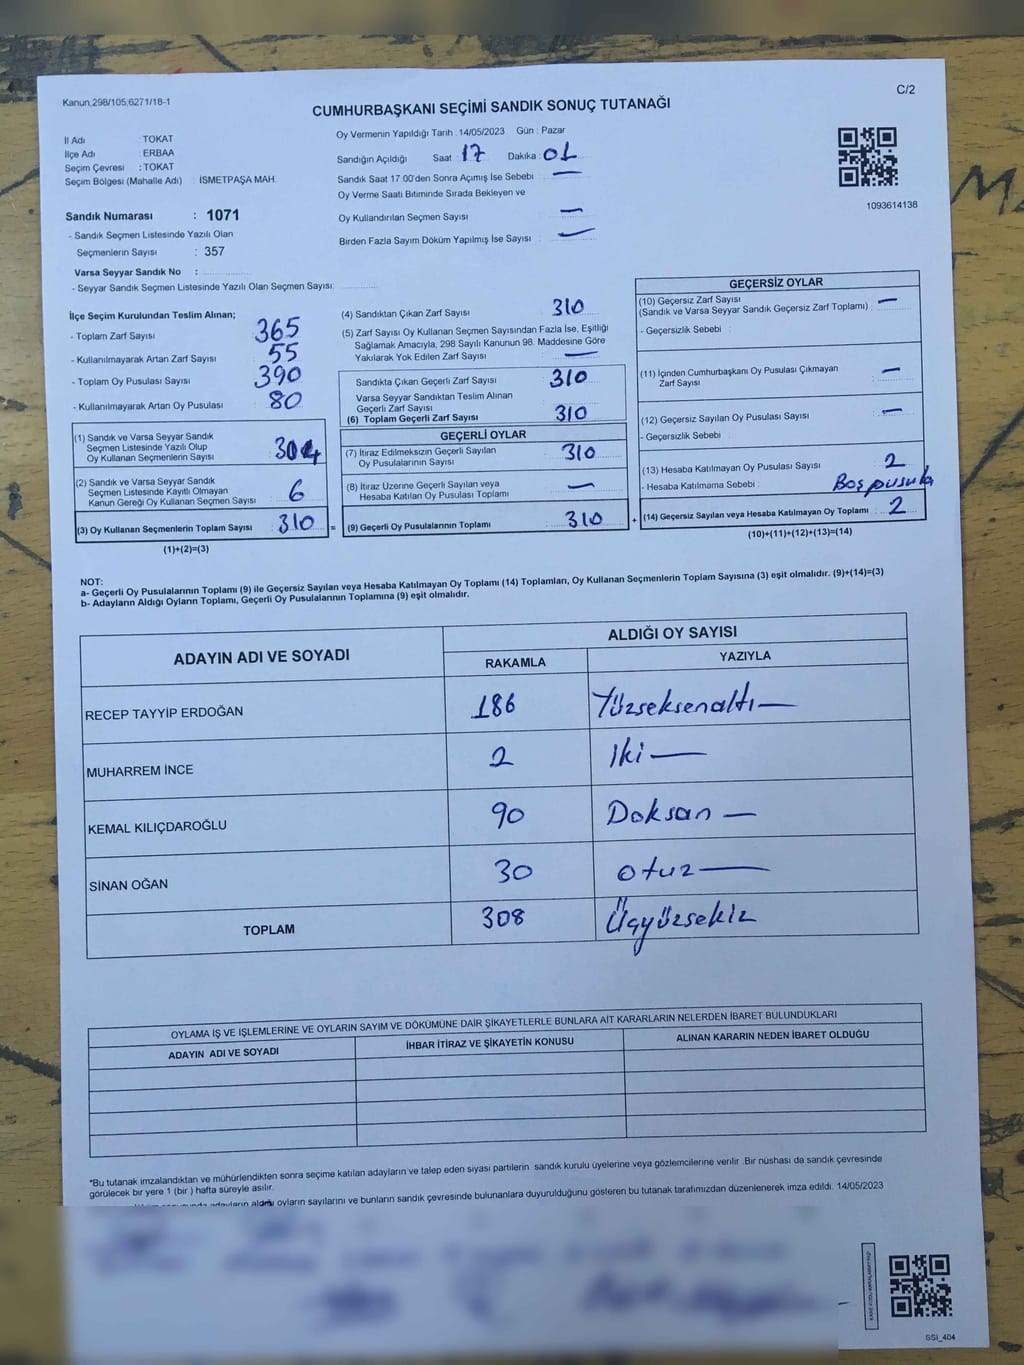 Kanun.298/105,6271/18-1
C/2
CUMHURBAŞKANI SEÇİMİ SANDIK SONUÇ TUTANAĞI
İl Adı : TOKAT
İlçe Adı : ERBAA
Seçim Çevresi : TOKAT
Seçim Bölgesi (Mahalle Adı) : İSMETPAŞA MAH.
Oy Vermenin Yapıldığı Tarih : 14/05/2023 Gün : Pazar
Sandığın Açıldığı Saat : 17 Dakika : 01
Sandık Saat 17:00'den Sonra Açımış İse Sebebi : —
Oy Verme Saati Bitiminde Sırada Bekleyen ve
Oy Kullandırılan Seçmen Sayısı : —
Birden Fazla Sayım Döküm Yapılmış İse Sayısı : —
1093614138
Sandık Numarası : 1071
- Sandık Seçmen Listesinde Yazılı Olan
Seçmenlerin Sayısı : 357
Varsa Seyyar Sandık No :
- Seyyar Sandık Seçmen Listesinde Yazılı Olan Seçmen Sayısı:
İlçe Seçim Kurulundan Teslim Alınan;
- Toplam Zarf Sayısı : 365
- Kullanılmayarak Artan Zarf Sayısı : 55
- Toplam Oy Pusulası Sayısı : 390
- Kullanılmayarak Artan Oy Pusulası : 80
(1) Sandık ve Varsa Seyyar Sandık
Seçmen Listesinde Yazılı Olup
Oy Kullanan Seçmenlerin Sayısı : 304
(2) Sandık ve Varsa Seyyar Sandık
Seçmen Listesinde Kayıtlı Olmayan
Kanun Gereği Oy Kullanan Seçmen Sayısı : 6
(3) Oy Kullanan Seçmenlerin Toplam Sayısı : 310
(1)+(2)=(3)
(4) Sandıktan Çıkan Zarf Sayısı : 310
(5) Zarf Sayısı Oy Kullanan Seçmen Sayısından Fazla İse, Eşitliği
Sağlamak Amacıyla, 298 Sayılı Kanunun 98. Maddesine Göre
Yakılarak Yok Edilen Zarf Sayısı : —
Sandıkta Çıkan Geçerli Zarf Sayısı : 310
Varsa Seyyar Sandıktan Teslim Alınan
Geçerli Zarf Sayısı :
(6) Toplam Geçerli Zarf Sayısı : 310
GEÇERLİ OYLAR
(7) İtiraz Edilmeksizin Geçerli Sayılan
Oy Pusulalarının Sayısı : 310
(8) İtiraz Üzerine Geçerli Sayılan veya
Hesaba Katılan Oy Pusulası Toplamı : —
= (9) Geçerli Oy Pusulalarının Toplamı : 310
GEÇERSİZ OYLAR
(10) Geçersiz Zarf Sayısı
(Sandık ve Varsa Seyyar Sandık Geçersiz Zarf Toplamı) : —
- Geçersizlik Sebebi :
(11) İçinden Cumhurbaşkanı Oy Pusulası Çıkmayan
Zarf Sayısı : —
(12) Geçersiz Sayılan Oy Pusulası Sayısı : —
- Geçersizlik Sebebi :
(13) Hesaba Katılmayan Oy Pusulası Sayısı : 2
- Hesaba Katılmama Sebebi : Boş pusula
+ (14) Geçersiz Sayılan veya Hesaba Katılmayan Oy Toplamı : 2
(10)+(11)+(12)+(13)=(14)
NOT:
a- Geçerli Oy Pusulalarının Toplamı (9) ile Geçersiz Sayılan veya Hesaba Katılmayan Oy Toplamı (14) Toplamları, Oy Kullanan Seçmenlerin Toplam Sayısına (3) eşit olmalıdır. (9)+(14)=(3)
b- Adayların Aldığı Oyların Toplamı, Geçerli Oy Pusulalarının Toplamına (9) eşit olmalıdır.
ADAYIN ADI VE SOYADI
ALDIĞI OY SAYISI
RAKAMLA YAZIYLA
RECEP TAYYİP ERDOĞAN 186 Yüzseksenaltı—
MUHARREM İNCE 2 İki—
KEMAL KILIÇDAROĞLU 90 Doksan—
SİNAN OĞAN 30 otuz—
TOPLAM 308 Üçyüzsekiz
OYLAMA İŞ VE İŞLEMLERİNE VE OYLARIN SAYIM VE DÖKÜMÜNE DAİR ŞİKAYETLERLE BUNLARA AİT KARARLARIN NELERDEN İBARET BULUNDUKLARI
ADAYIN ADI VE SOYADI İHBAR İTİRAZ VE ŞİKAYETİN KONUSU ALINAN KARARIN NEDEN İBARET OLDUĞU
*Bu tutanak imzalandıktan ve mühürlendikten sonra seçime katılan adayların ve talep eden siyasi partilerin sandık kurulu üyelerine veya gözlemcilerine verilir .Bir nüshası da sandık çevresinde
görülecek bir yere 1 (bir ) hafta süreyle asılır.
adayların aldığı oyların sayılarını ve bunların sandık çevresinde bulunanlara duyurulduğunu gösteren bu tutanak tarafımızdan düzenlenerek imza edildi. 14/05/2023
SSI_404